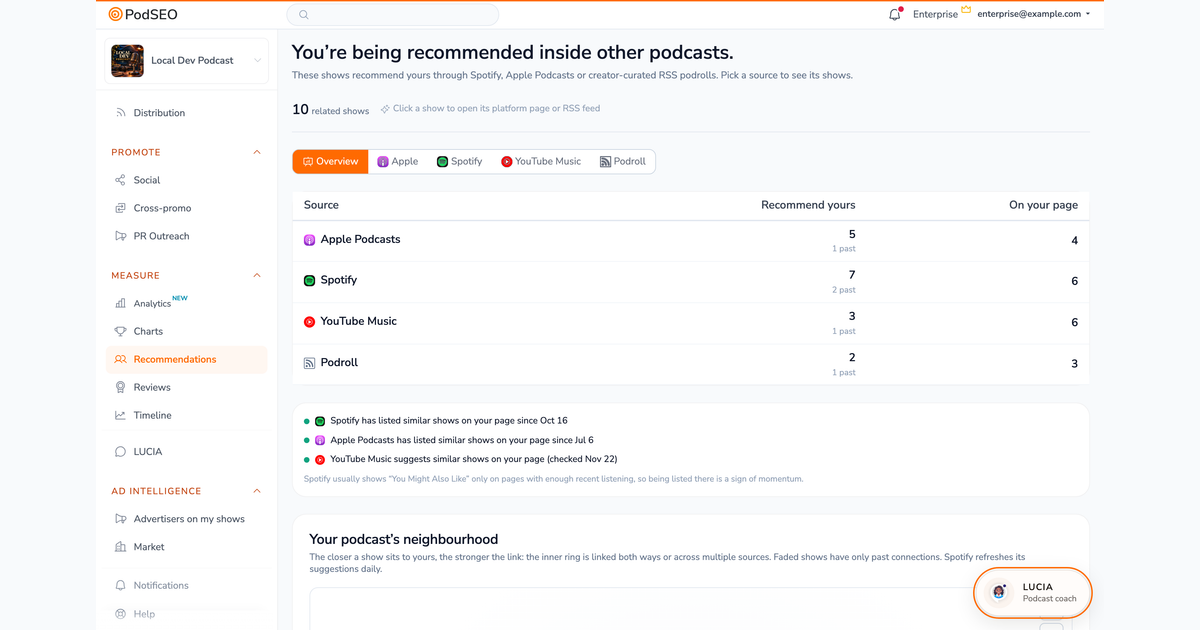 PodSEO
Enterprise
enterprise@example.com
LOCAL DEV
Local Dev Podcast
Distribution
PROMOTE
Social
Cross-promo
PR Outreach
MEASURE
Analytics NEW
Charts
Recommendations
Reviews
Timeline
LUCIA
AD INTELLIGENCE
Advertisers on my shows
Market
Notifications
Help
You’re being recommended inside other podcasts.
These shows recommend yours through Spotify, Apple Podcasts or creator-curated RSS podrolls. Pick a source to see its shows.
10 related shows
Click a show to open its platform page or RSS feed
Overview Apple Spotify YouTube Music Podroll
Source Recommend yours On your page
Apple Podcasts 5 4
1 past
Spotify 7 6
2 past
YouTube Music 3 6
1 past
Podroll 2 3
1 past
Spotify has listed similar shows on your page since Oct 16
Apple Podcasts has listed similar shows on your page since Jul 6
YouTube Music suggests similar shows on your page (checked Nov 22)
Spotify usually shows “You Might Also Like” only on pages with enough recent listening, so being listed there is a sign of momentum.
Your podcast’s neighbourhood
The closer a show sits to yours, the stronger the link: the inner ring is linked both ways or across multiple sources. Faded shows have only past connections. Spotify refreshes its
suggestions daily.
LUCIA
Podcast coach